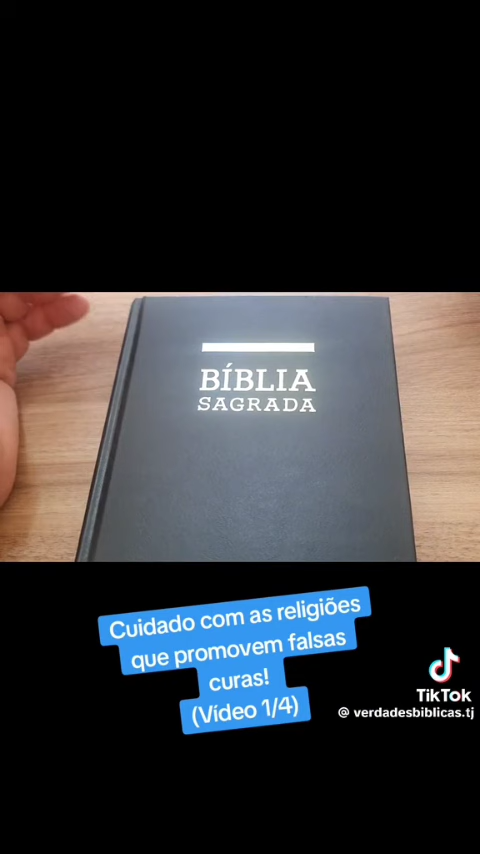 BÍBLIA
SAGRADA
Cuidado com as religiões
que promovem falsas
curas!
(Vídeo 1/4)
TikTok
@ verdadesbiblicas.tj